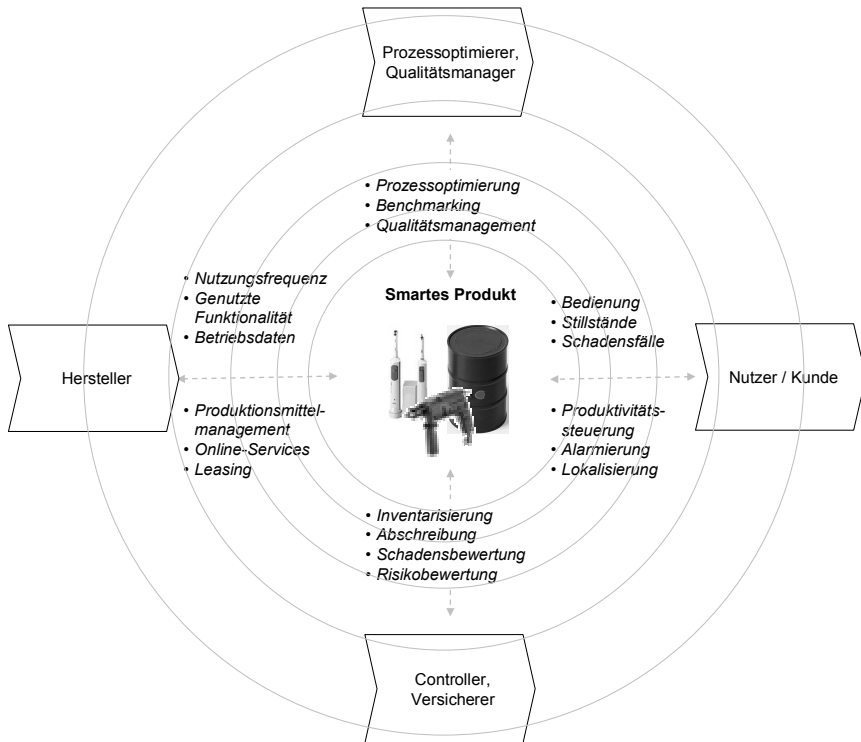 Prozessoptimierer,
Qualitätsmanager
• Prozessoptimierung
• Benchmarking
• Qualitätsmanagement
• Nutzungsfrequenz
• Genutzte
Funktionalität
• Betriebsdaten
Smartes Produkt
• Bedienung
• Stillstände
• Schadensfälle
Hersteller
Nutzer / Kunde
• Produktionsmittel-
management
• Online-Services
• Leasing
• Produktivitäts-
steuerung
• Alarmierung
• Lokalisierung
• Inventarisierung
• Abschreibung
• Schadensbewertung
• Risikobewertung
Controller,
Versicherer